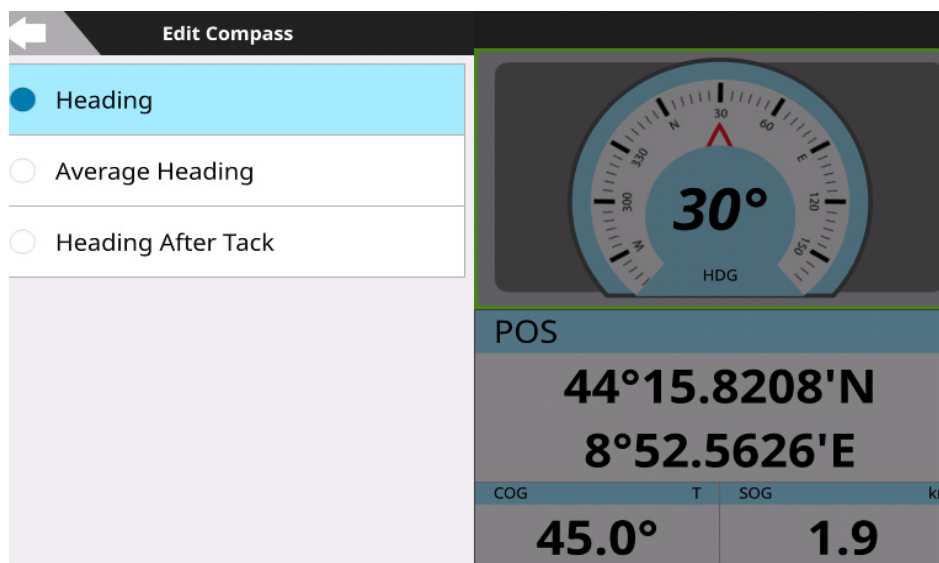 Edit Compass
Heading
Average Heading
Heading After Tack
300
W
330
N
30
60
E
120
150
30°
HDG
POS
44°15.8208'N
8°52.5626'E
COG T SOG
45.0° 1.9